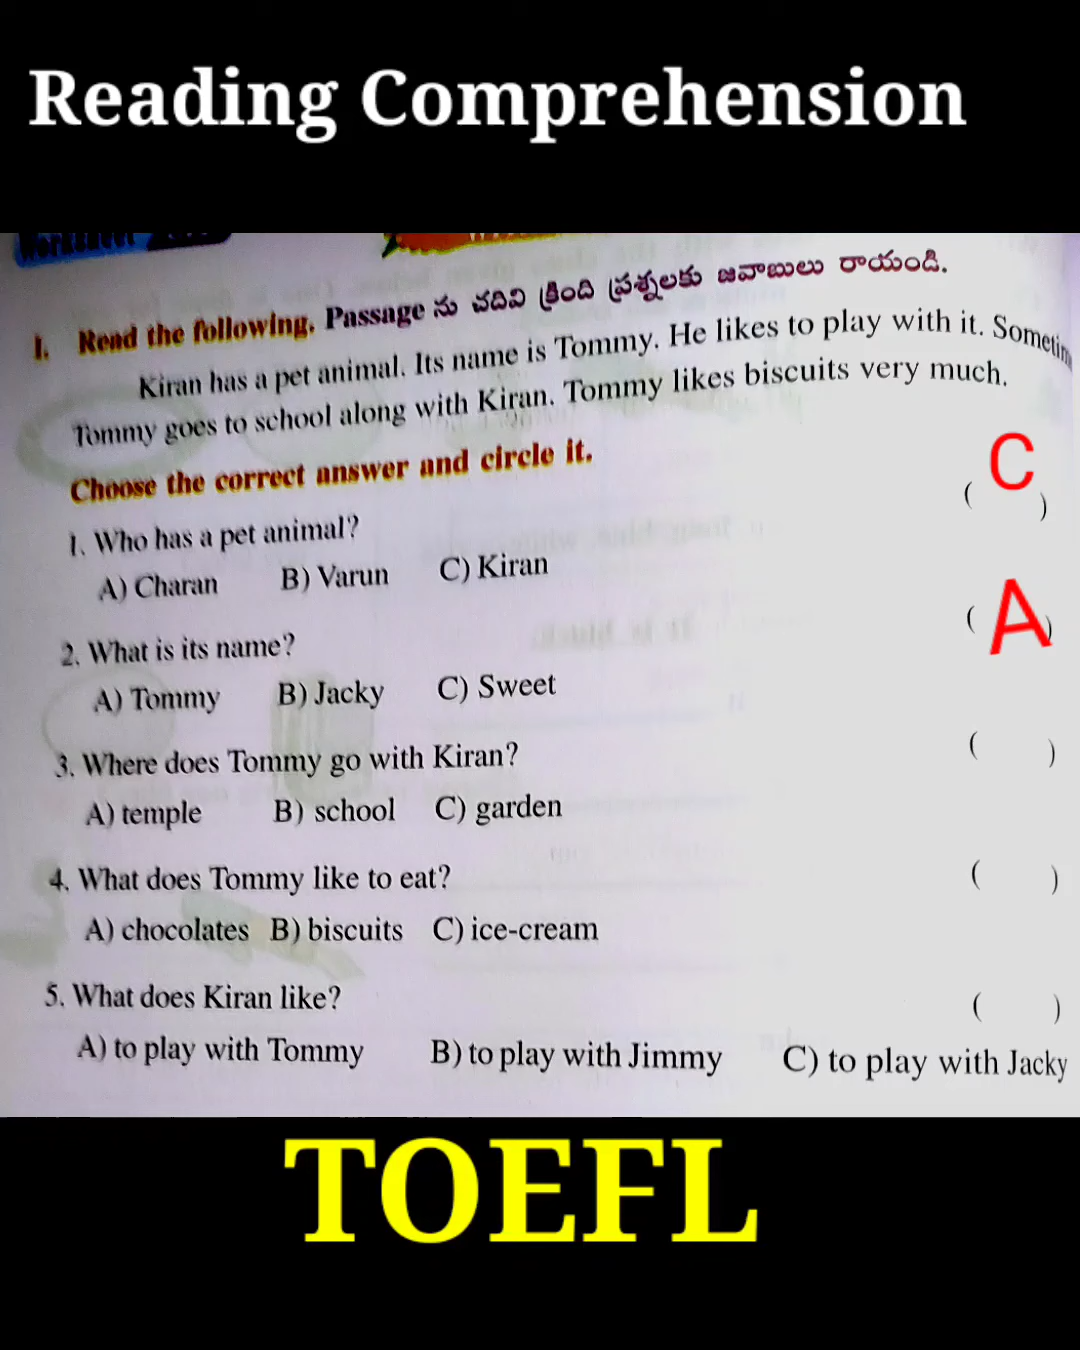 Reading Comprehension
Worksheet
I. Read the following. Passage ను చదివి క్రింది ప్రశ్నలకు జవాబులు రాయండి.
Kiran has a pet animal. Its name is Tommy. He likes to play with it. Sometim
Tommy goes to school along with Kiran. Tommy likes biscuits very much.
Choose the correct answer and circle it.
1. Who has a pet animal? ( C )
A) Charan B) Varun C) Kiran
2. What is its name? ( A )
A) Tommy B) Jacky C) Sweet
3. Where does Tommy go with Kiran? ( )
A) temple B) school C) garden
4. What does Tommy like to eat? ( )
A) chocolates B) biscuits C) ice-cream
5. What does Kiran like? ( )
A) to play with Tommy B) to play with Jimmy C) to play with Jacky
TOEFL